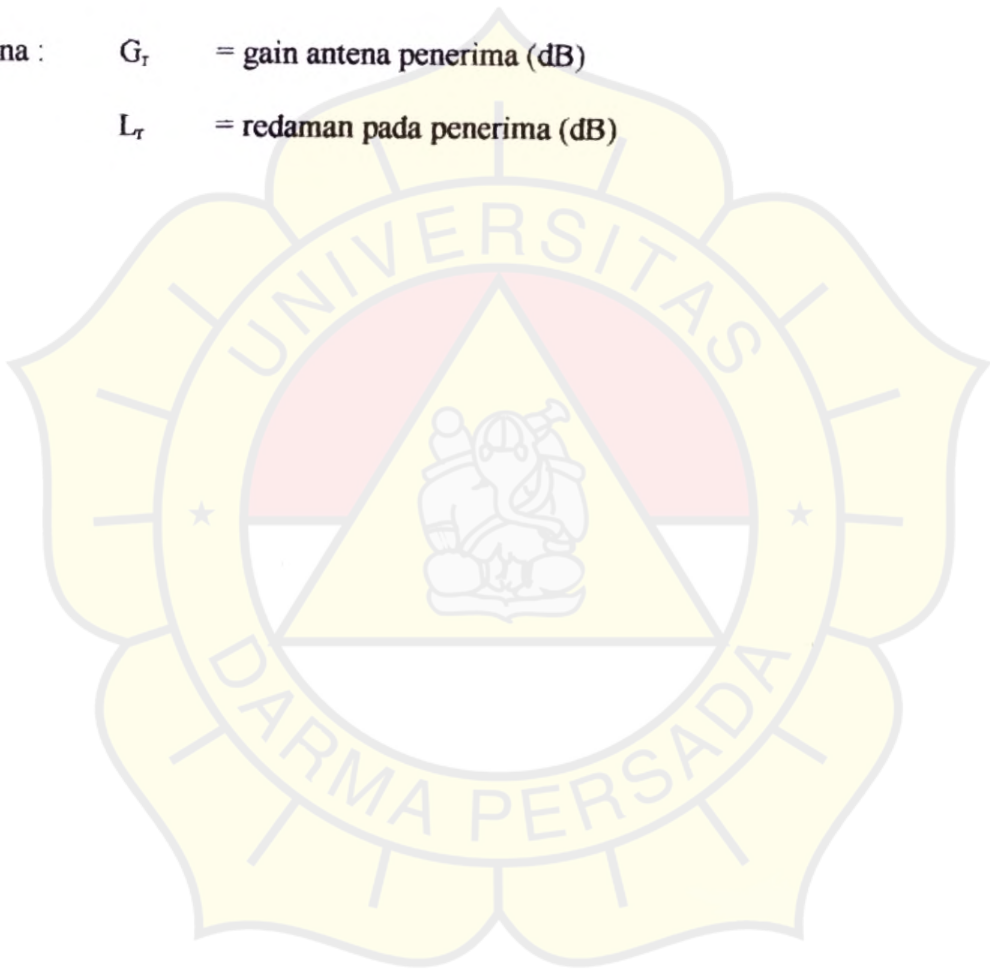 na : Gᵣ = gain antena penerima (dB)
Lᵣ = redaman pada penerima (dB)
UNIVERSITAS
DARMA PERSADA